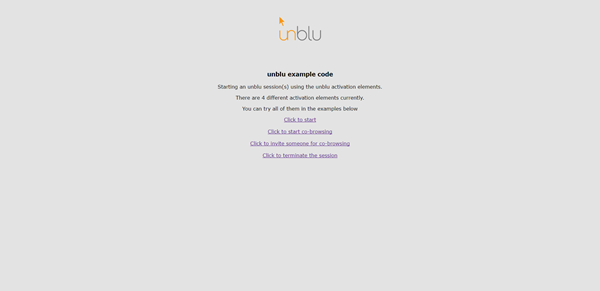 unblu
unblu example code
Starting an unblu session(s) using the unblu activation elements.
There are 4 different activation elements currently.
You can try all of them in the examples below
Click to start
Click to start co-browsing
Click to invite someone for co-browsing
Click to terminate the session